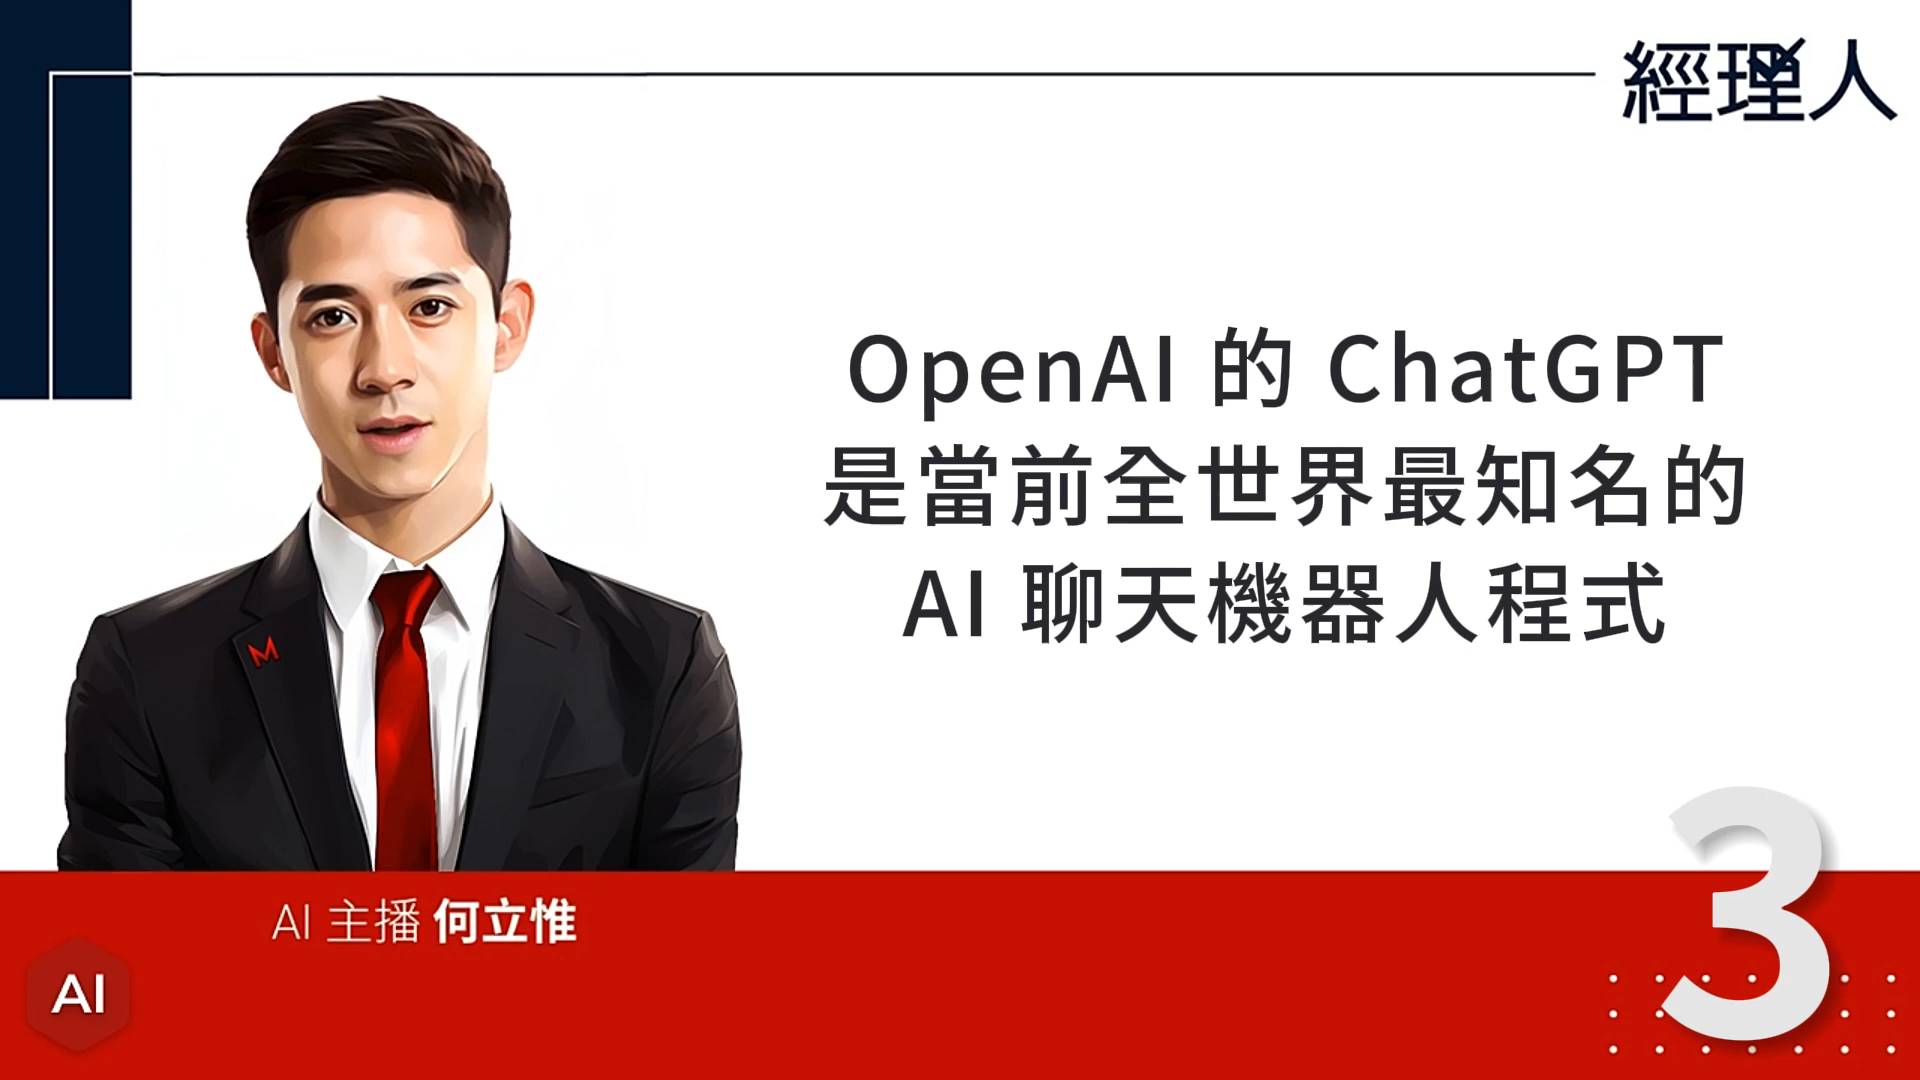 經理人
OpenAI 的 ChatGPT
是當前全世界最知名的
AI 聊天機器人程式
M
AI 主播 何立惟
AI
3